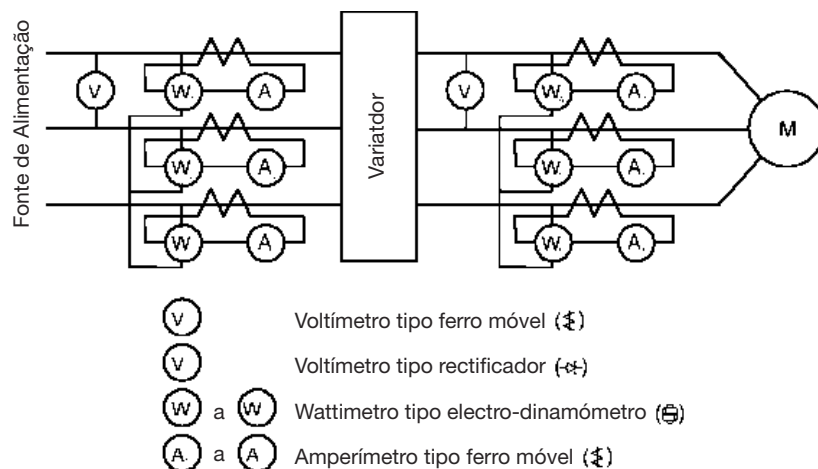 Fonte de Alimentação
V
W A
W A
W A
Variatdor
V
W A
W A
W A
M
V Voltímetro tipo ferro móvel
V Voltímetro tipo rectificador
W a W Wattimetro tipo electro-dinamómetro
A a A Amperímetro tipo ferro móvel